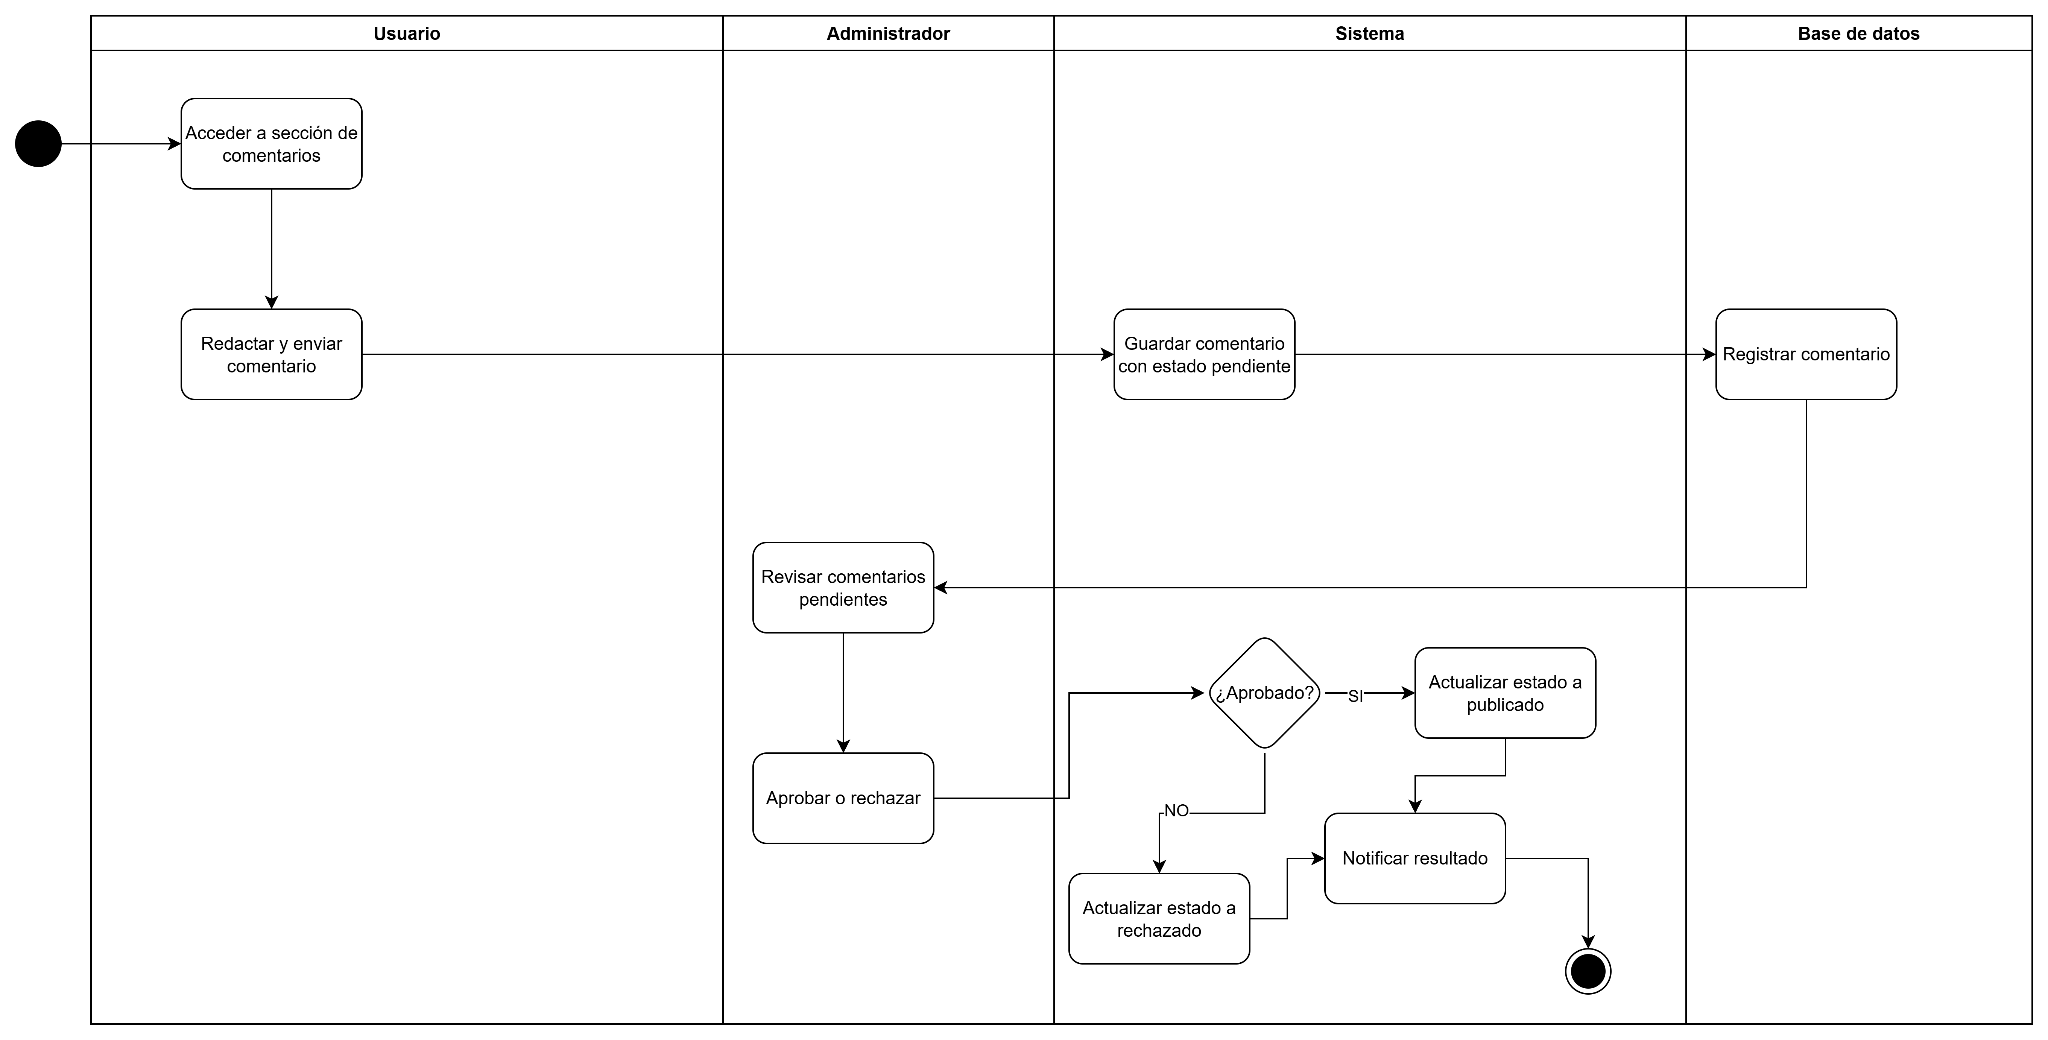 Usuario
Administrador
Sistema
Base de datos
Acceder a sección de
comentarios
Redactar y enviar
comentario
Guardar comentario
con estado pendiente
Registrar comentario
Revisar comentarios
pendientes
¿Aprobado?
SI
Actualizar estado a
publicado
Aprobar o rechazar
NO
Notificar resultado
Actualizar estado a
rechazado